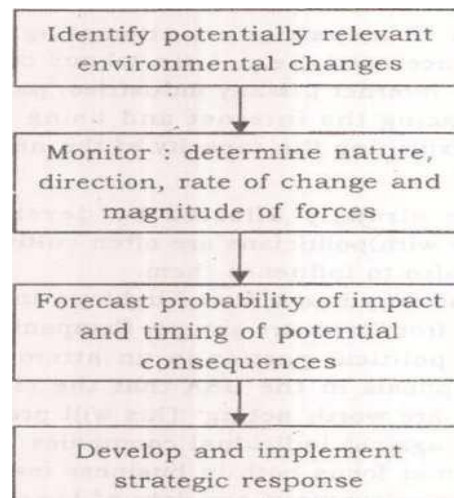 Identify potentially relevant
environmental changes
Monitor : determine nature,
direction, rate of change and
magnitude of forces
Forecast probability of impact
and timing of potential
consequences
Develop and implement
strategic response